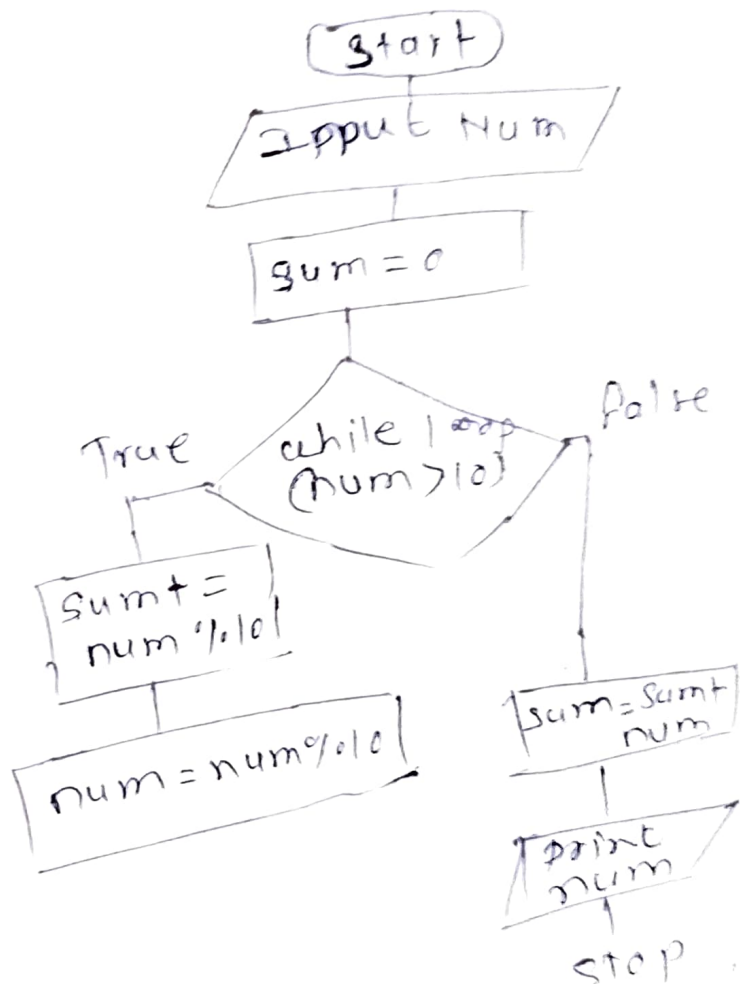 Start
Input Num
sum = 0
while loop
(num > 10)
True
False
sum + =
num % 10
num = num % 10
sum = sum +
num
print
num
stop